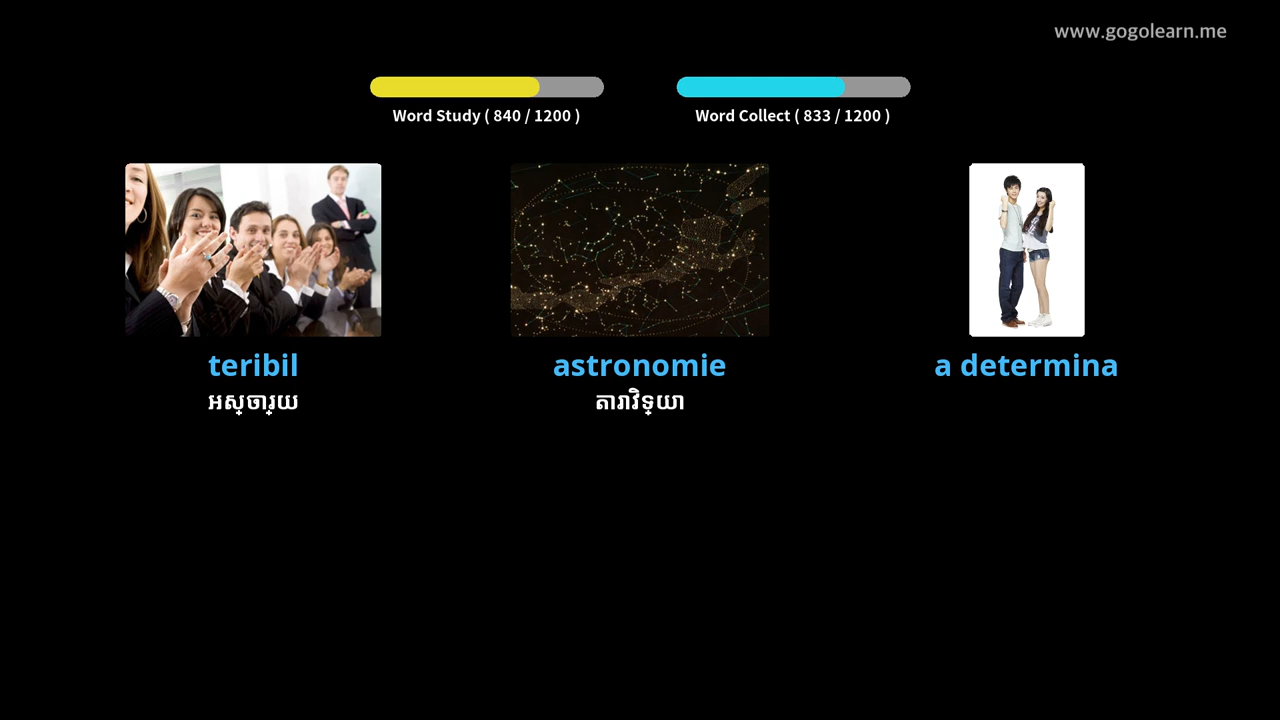 www.gogolearn.me
Word Study ( 840 / 1200 )
Word Collect ( 833 / 1200 )
teribil
astronomie
a determina
អស្ចារ្យ
តារាវិទ្យា